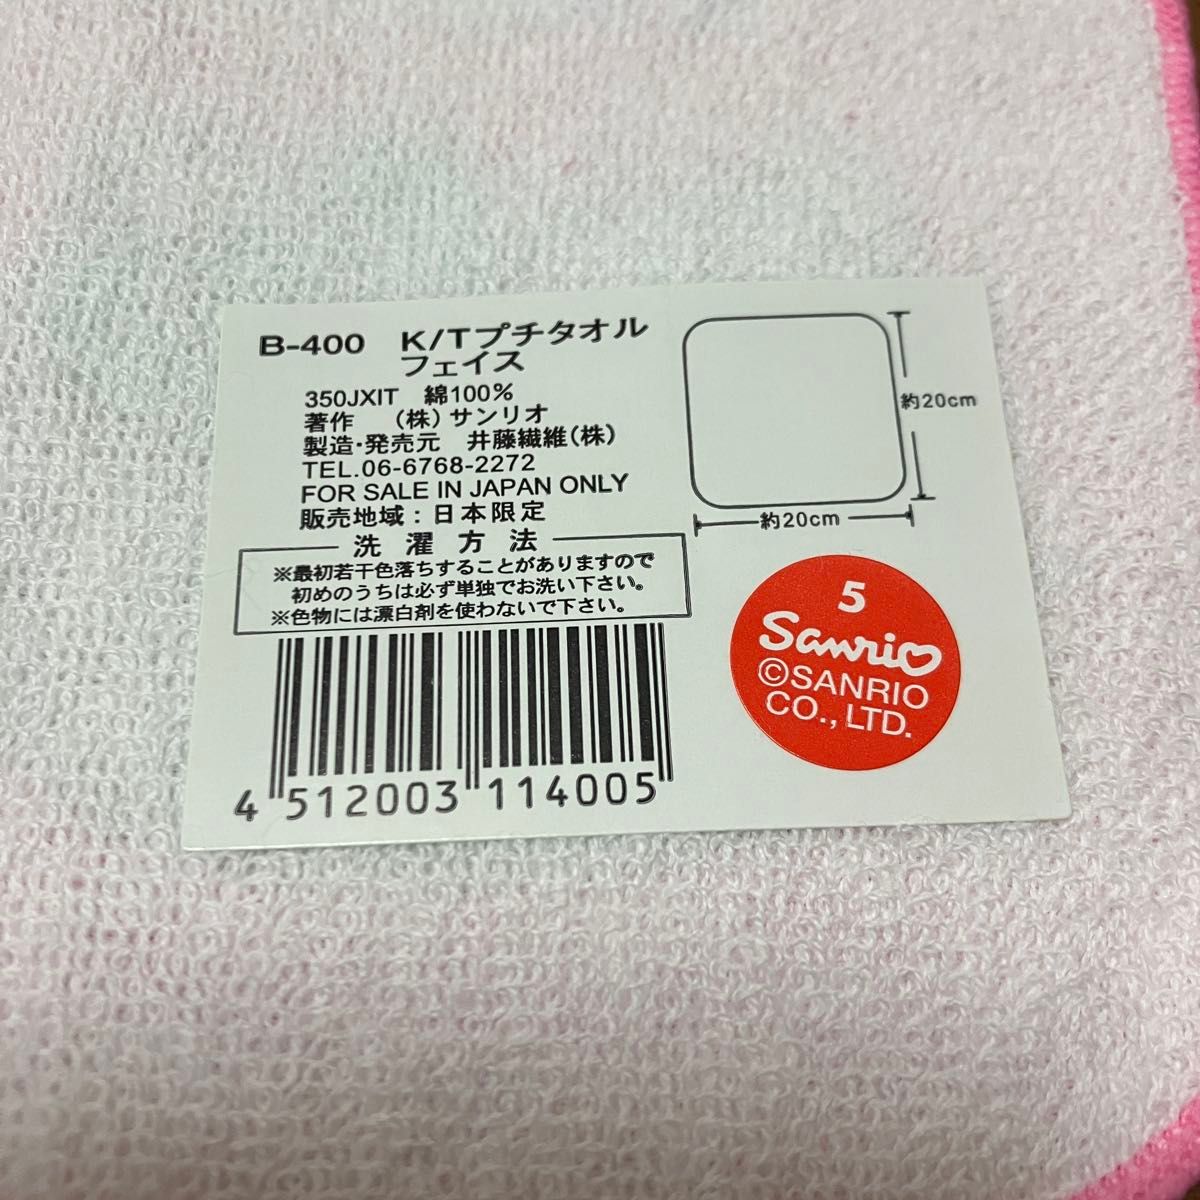 B-400 K/Tプチタオル
フェイス
350JXIT 綿100%
著作 (株)サンリオ
製造・発売元 井藤繊維(株)
TEL.06-6768-2272
FOR SALE IN JAPAN ONLY
販売地域：日本限定
洗濯方法
※最初若干色落ちすることがありますので
初めのうちは必ず単独でお洗い下さい。
※色物には漂白剤を使わないで下さい。
4 512003 114005
約20cm
約20cm
5
Sanrio
©SANRIO
CO., LTD.